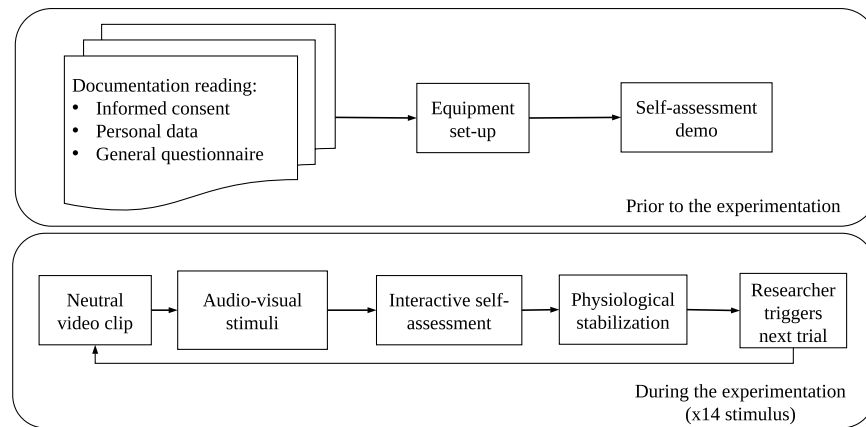 Documentation reading:
• Informed consent
• Personal data
• General questionnaire
Equipment
set-up
Self-assessment
demo
Prior to the experimentation
Neutral
video clip
Audio-visual
stimuli
Interactive self-
assessment
Physiological
stabilization
Researcher
triggers
next trial
During the experimentation
(x14 stimulus)